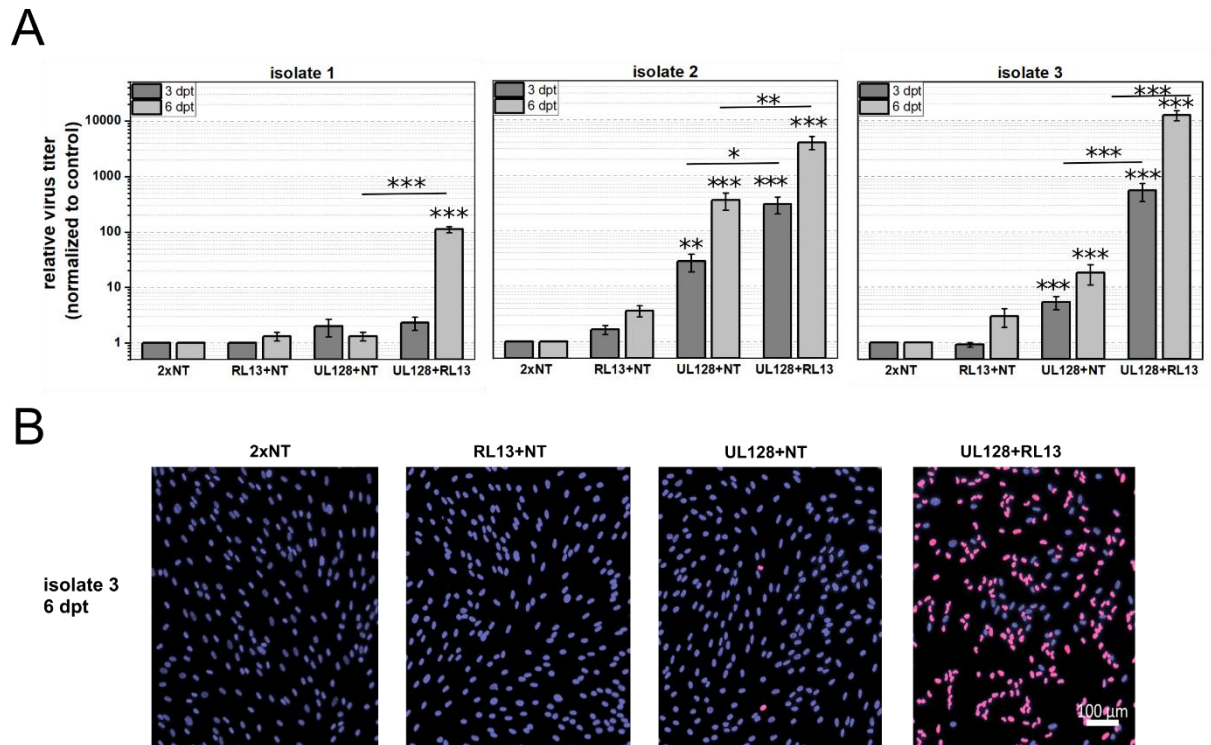 A
isolate 1
isolate 2
isolate 3
3 dpt
6 dpt
3 dpt
6 dpt
3 dpt
6 dpt
relative virus titer
(normalized to control)
10000
1000
100
10
1
***
***
**
***
*
***
***
**
***
***
***
***
***
***
2xNT
RL13+NT
UL128+NT
UL128+RL13
2xNT
RL13+NT
UL128+NT
UL128+RL13
2xNT
RL13+NT
UL128+NT
UL128+RL13
B
2xNT
RL13+NT
UL128+NT
UL128+RL13
isolate 3
6 dpt
100 µm